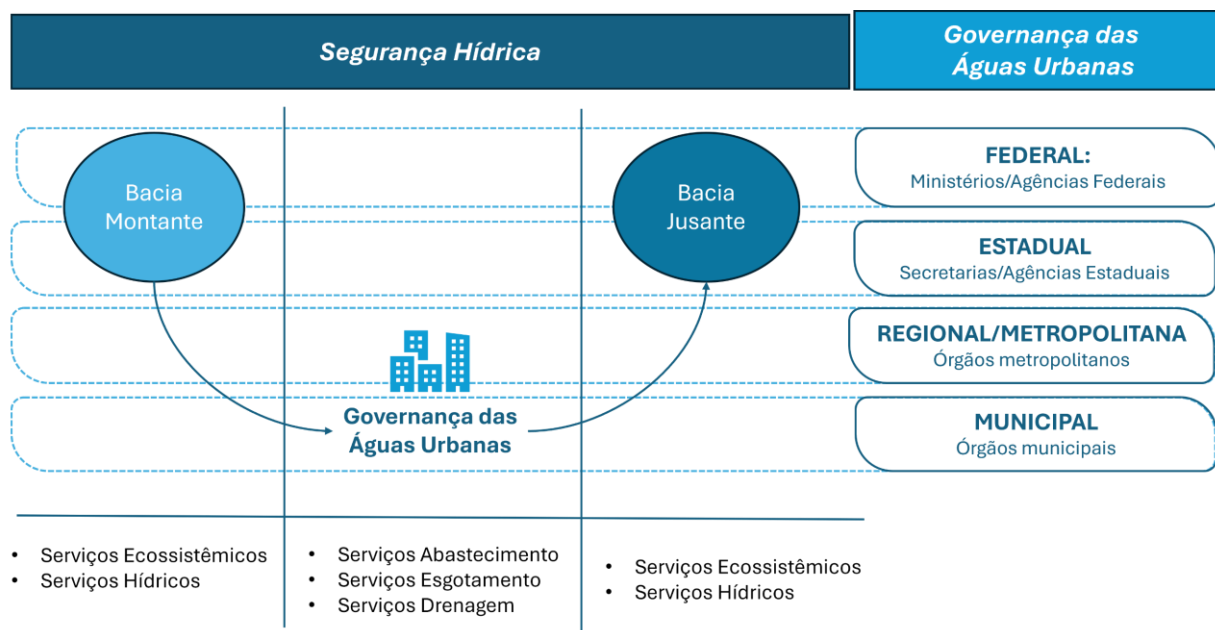 Segurança Hídrica
Governança das
Águas Urbanas
Bacia
Montante
Bacia
Jusante
FEDERAL:
Ministérios/Agências Federais
ESTADUAL
Secretarias/Agências Estaduais
REGIONAL/METROPOLITANA
Órgãos metropolitanos
MUNICIPAL
Órgãos municipais
Governança das
Águas Urbanas
• Serviços Ecossistêmicos
• Serviços Hídricos
• Serviços Abastecimento
• Serviços Esgotamento
• Serviços Drenagem
• Serviços Ecossistêmicos
• Serviços Hídricos